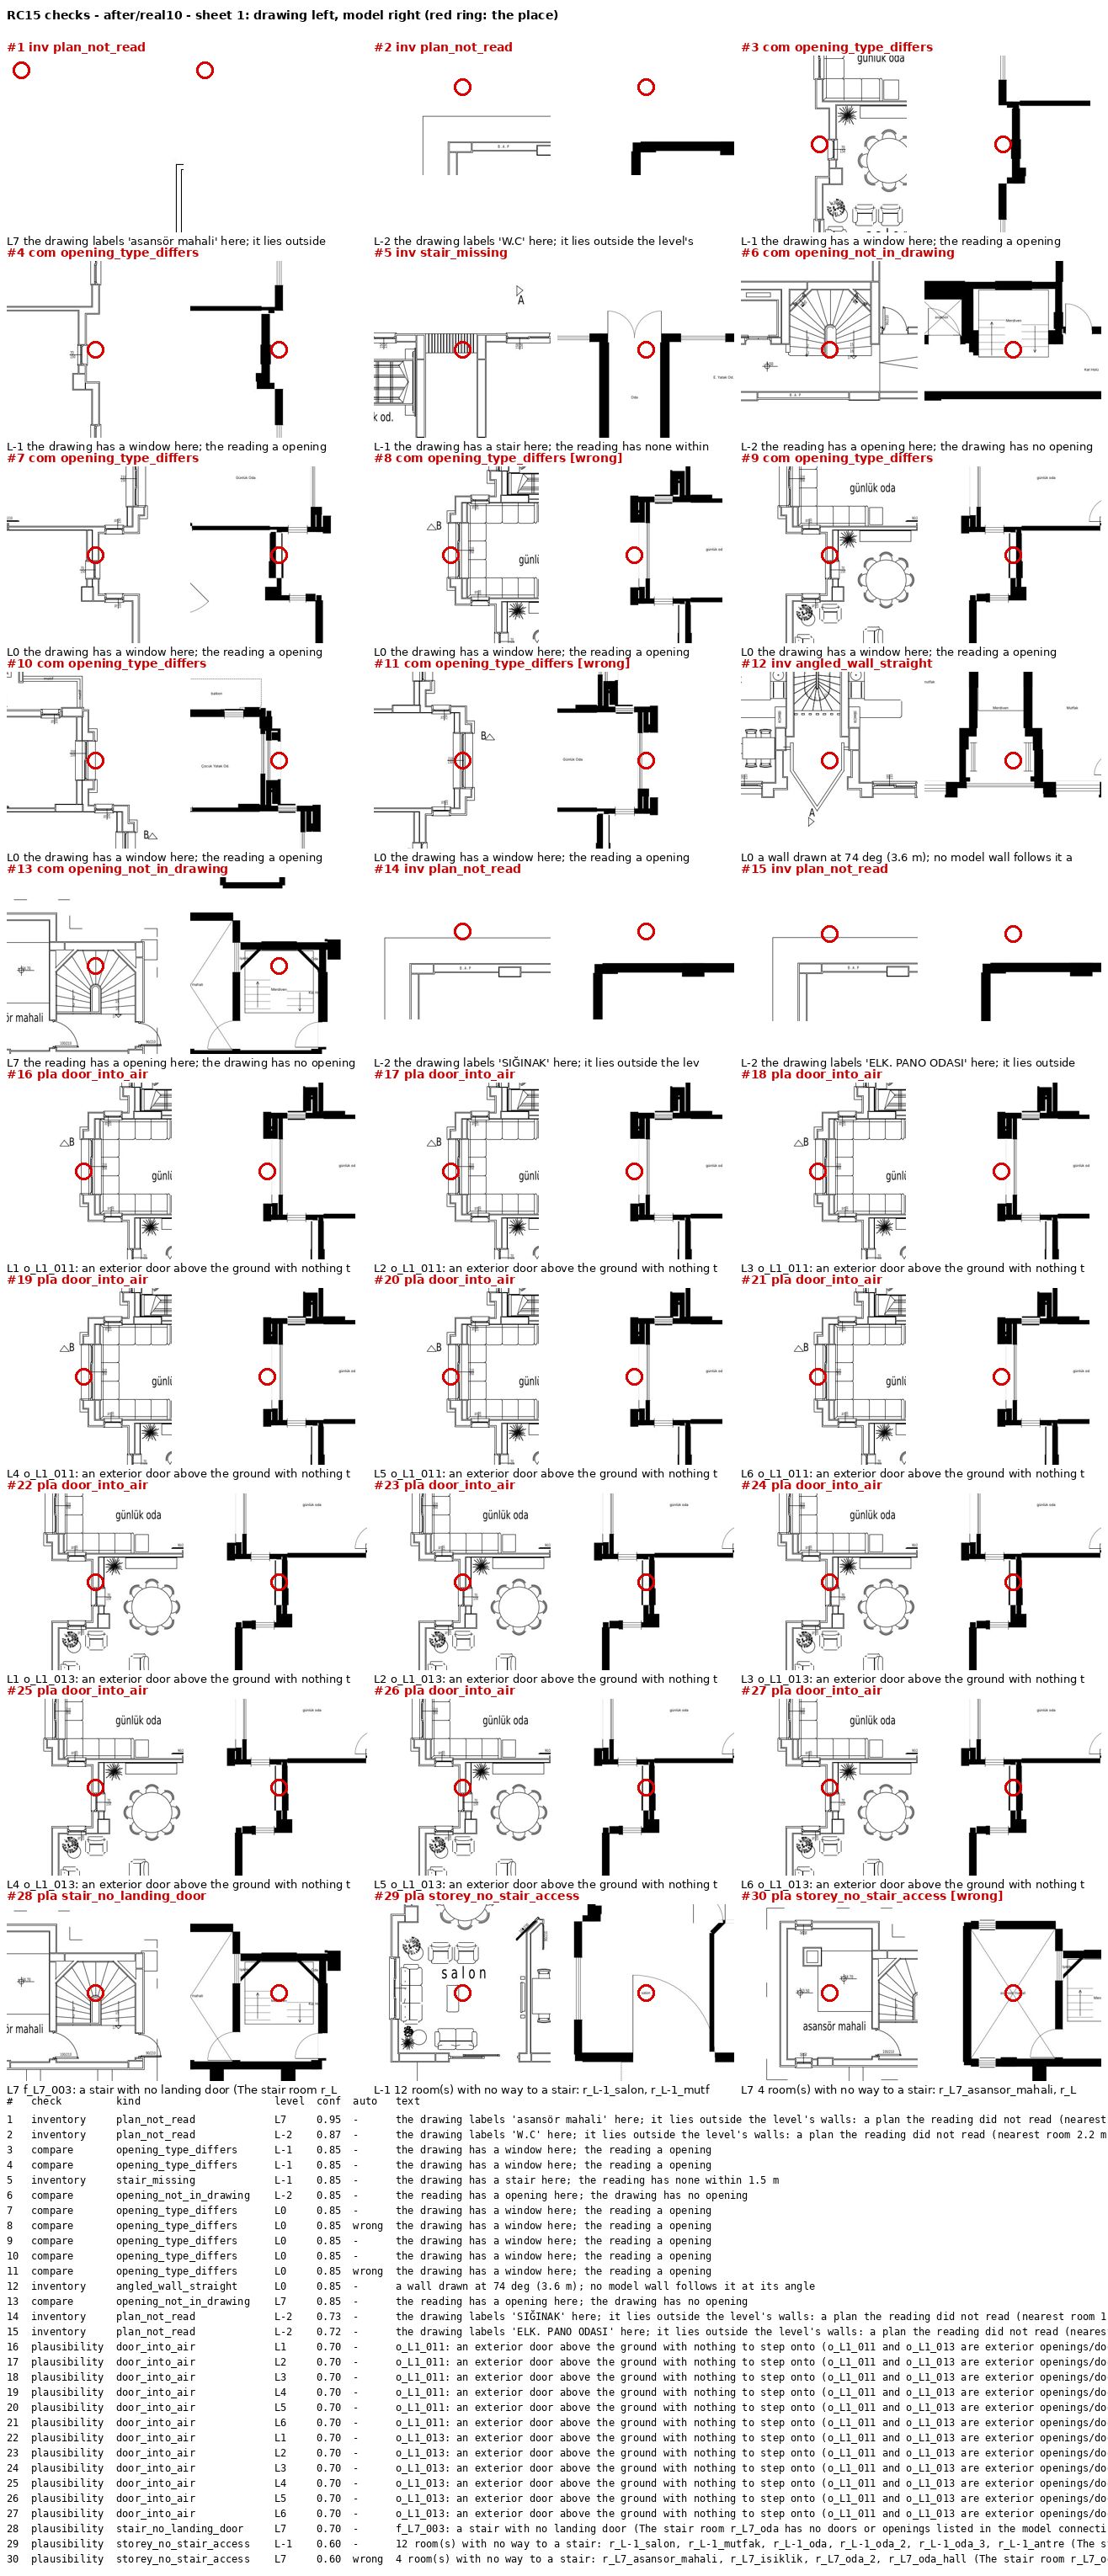 RC15 checks - after/real10 - sheet 1: drawing left, model right (red ring: the place)
#1 inv plan_not_read
#2 inv plan_not_read
#3 com opening_type_differs
günlük oda
L7 the drawing labels 'asansör mahali' here; it lies outside
L-2 the drawing labels 'W.C' here; it lies outside the level's
L-1 the drawing has a window here; the reading a opening
#4 com opening_type_differs
#5 inv stair_missing
#6 com opening_not_in_drawing
A
k od.
L-1 the drawing has a window here; the reading a opening
L-1 the drawing has a stair here; the reading has none within
L-2 the reading has a opening here; the drawing has no opening
#7 com opening_type_differs
#8 com opening_type_differs [wrong]
#9 com opening_type_differs
B
günlük oda
L0 the drawing has a window here; the reading a opening
L0 the drawing has a window here; the reading a opening
L0 the drawing has a window here; the reading a opening
#10 com opening_type_differs
#11 com opening_type_differs [wrong]
#12 inv angled_wall_straight
B
B
A
L0 the drawing has a window here; the reading a opening
L0 the drawing has a window here; the reading a opening
L0 a wall drawn at 74 deg (3.6 m); no model wall follows it a
#13 com opening_not_in_drawing
#14 inv plan_not_read
#15 inv plan_not_read
ör mahali
L7 the reading has a opening here; the drawing has no opening
L-2 the drawing labels 'SIĞINAK' here; it lies outside the lev
L-2 the drawing labels 'ELK. PANO ODASI' here; it lies outside
#16 pla door_into_air
#17 pla door_into_air
#18 pla door_into_air
B
B
B
L1 o_L1_011: an exterior door above the ground with nothing t
L2 o_L1_011: an exterior door above the ground with nothing t
L3 o_L1_011: an exterior door above the ground with nothing t
#19 pla door_into_air
#20 pla door_into_air
#21 pla door_into_air
B
B
B
L4 o_L1_011: an exterior door above the ground with nothing t
L5 o_L1_011: an exterior door above the ground with nothing t
L6 o_L1_011: an exterior door above the ground with nothing t
#22 pla door_into_air
#23 pla door_into_air
#24 pla door_into_air
günlük oda
günlük oda
günlük oda
L1 o_L1_013: an exterior door above the ground with nothing t
L2 o_L1_013: an exterior door above the ground with nothing t
L3 o_L1_013: an exterior door above the ground with nothing t
#25 pla door_into_air
#26 pla door_into_air
#27 pla door_into_air
günlük oda
günlük oda
günlük oda
L4 o_L1_013: an exterior door above the ground with nothing t
L5 o_L1_013: an exterior door above the ground with nothing t
L6 o_L1_013: an exterior door above the ground with nothing t
#28 pla stair_no_landing_door
#29 pla storey_no_stair_access
#30 pla storey_no_stair_access [wrong]
ör mahali
salon
asansör mahali
L7 f_L7_003: a stair with no landing door (The stair room r_L
L-1 12 room(s) with no way to a stair: r_L-1_salon, r_L-1_mutf
L7 4 room(s) with no way to a stair: r_L7_asansor_mahali, r_L
# check kind level conf auto text
1 inventory plan_not_read L7 0.95 - the drawing labels 'asansör mahali' here; it lies outside the level's walls: a plan the reading did not read (nearest
2 inventory plan_not_read L-2 0.87 - the drawing labels 'W.C' here; it lies outside the level's walls: a plan the reading did not read (nearest room 2.2 m
3 compare opening_type_differs L-1 0.85 - the drawing has a window here; the reading a opening
4 compare opening_type_differs L-1 0.85 - the drawing has a window here; the reading a opening
5 inventory stair_missing L-1 0.85 - the drawing has a stair here; the reading has none within 1.5 m
6 compare opening_not_in_drawing L-2 0.85 - the reading has a opening here; the drawing has no opening
7 compare opening_type_differs L0 0.85 - the drawing has a window here; the reading a opening
8 compare opening_type_differs L0 0.85 wrong the drawing has a window here; the reading a opening
9 compare opening_type_differs L0 0.85 - the drawing has a window here; the reading a opening
10 compare opening_type_differs L0 0.85 - the drawing has a window here; the reading a opening
11 compare opening_type_differs L0 0.85 wrong the drawing has a window here; the reading a opening
12 inventory angled_wall_straight L0 0.85 - a wall drawn at 74 deg (3.6 m); no model wall follows it at its angle
13 compare opening_not_in_drawing L7 0.85 - the reading has a opening here; the drawing has no opening
14 inventory plan_not_read L-2 0.73 - the drawing labels 'SIĞINAK' here; it lies outside the level's walls: a plan the reading did not read (nearest room 1
15 inventory plan_not_read L-2 0.72 - the drawing labels 'ELK. PANO ODASI' here; it lies outside the level's walls: a plan the reading did not read (neares
16 plausibility door_into_air L1 0.70 - o_L1_011: an exterior door above the ground with nothing to step onto (o_L1_011 and o_L1_013 are exterior openings/do
17 plausibility door_into_air L2 0.70 - o_L1_011: an exterior door above the ground with nothing to step onto (o_L1_011 and o_L1_013 are exterior openings/do
18 plausibility door_into_air L3 0.70 - o_L1_011: an exterior door above the ground with nothing to step onto (o_L1_011 and o_L1_013 are exterior openings/do
19 plausibility door_into_air L4 0.70 - o_L1_011: an exterior door above the ground with nothing to step onto (o_L1_011 and o_L1_013 are exterior openings/do
20 plausibility door_into_air L5 0.70 - o_L1_011: an exterior door above the ground with nothing to step onto (o_L1_011 and o_L1_013 are exterior openings/do
21 plausibility door_into_air L6 0.70 - o_L1_011: an exterior door above the ground with nothing to step onto (o_L1_011 and o_L1_013 are exterior openings/do
22 plausibility door_into_air L1 0.70 - o_L1_013: an exterior door above the ground with nothing to step onto (o_L1_011 and o_L1_013 are exterior openings/do
23 plausibility door_into_air L2 0.70 - o_L1_013: an exterior door above the ground with nothing to step onto (o_L1_011 and o_L1_013 are exterior openings/do
24 plausibility door_into_air L3 0.70 - o_L1_013: an exterior door above the ground with nothing to step onto (o_L1_011 and o_L1_013 are exterior openings/do
25 plausibility door_into_air L4 0.70 - o_L1_013: an exterior door above the ground with nothing to step onto (o_L1_011 and o_L1_013 are exterior openings/do
26 plausibility door_into_air L5 0.70 - o_L1_013: an exterior door above the ground with nothing to step onto (o_L1_011 and o_L1_013 are exterior openings/do
27 plausibility door_into_air L6 0.70 - o_L1_013: an exterior door above the ground with nothing to step onto (o_L1_011 and o_L1_013 are exterior openings/do
28 plausibility stair_no_landing_door L7 0.70 - f_L7_003: a stair with no landing door (The stair room r_L7_oda has no doors or openings listed in the model connecti
29 plausibility storey_no_stair_access L-1 0.60 - 12 room(s) with no way to a stair: r_L-1_salon, r_L-1_mutfak, r_L-1_oda, r_L-1_oda_2, r_L-1_oda_3, r_L-1_antre (The s
30 plausibility storey_no_stair_access L7 0.60 wrong 4 room(s) with no way to a stair: r_L7_asansor_mahali, r_L7_isiklik, r_L7_oda_2, r_L7_oda_hall (The stair room r_L7_o